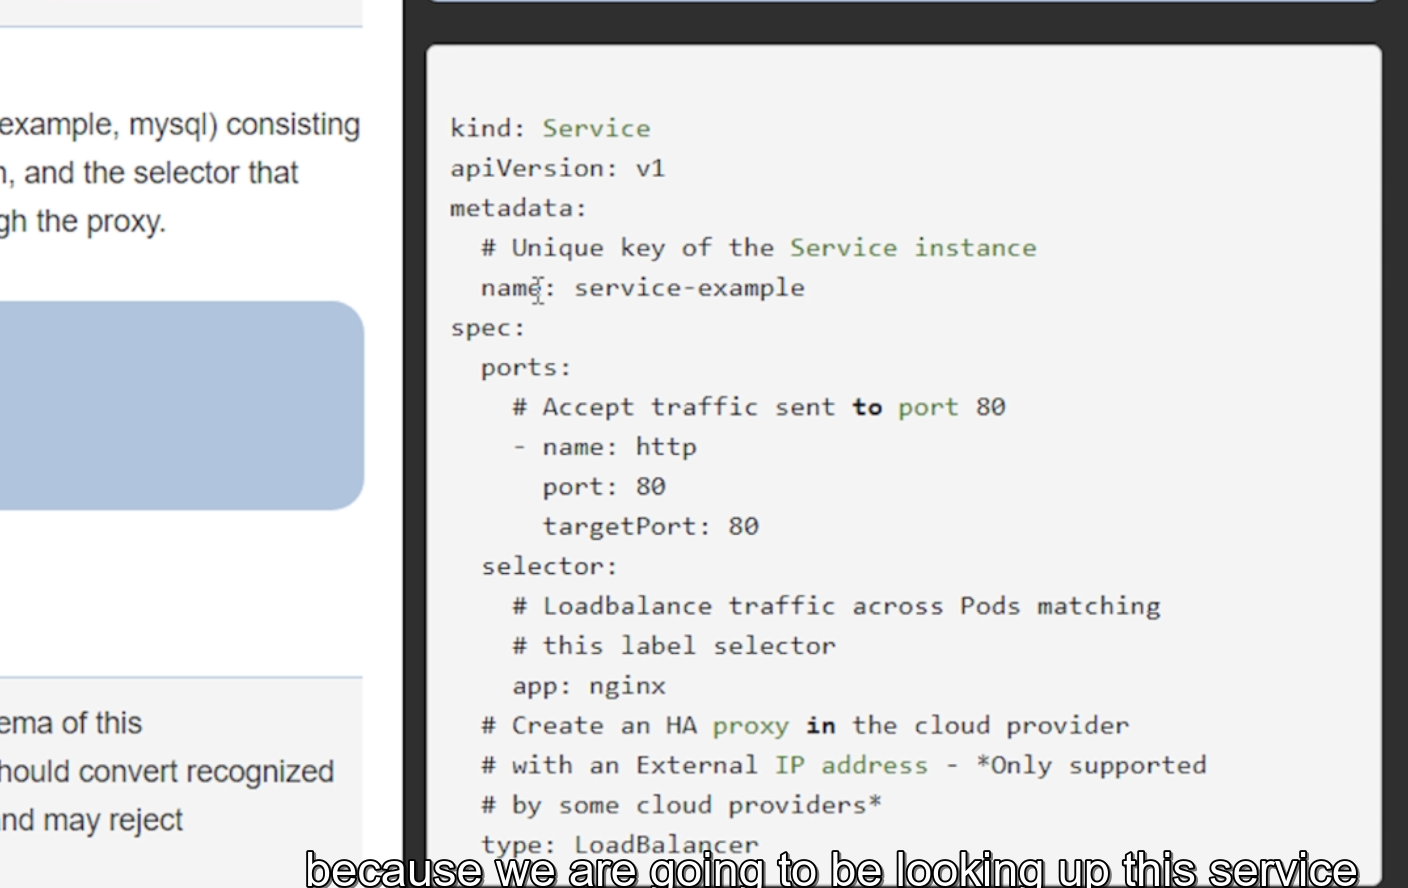 example, mysql) consisting
, and the selector that
gh the proxy.
ema of this
hould convert recognized
nd may reject
kind: Service
apiVersion: v1
metadata:
# Unique key of the Service instance
name: service-example
spec:
ports:
# Accept traffic sent to port 80
- name: http
port: 80
targetPort: 80
selector:
# Loadbalance traffic across Pods matching
# this label selector
app: nginx
# Create an HA proxy in the cloud provider
# with an External IP address - *Only supported
# by some cloud providers*
type: LoadBalancer
because we are going to be looking up this service